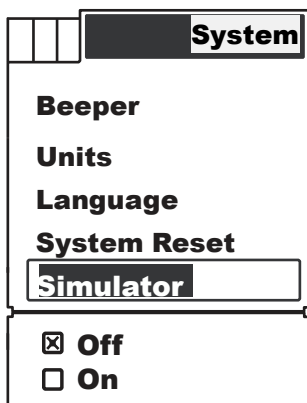 System
Beeper
Units
Language
System Reset
Simulator
Off
On